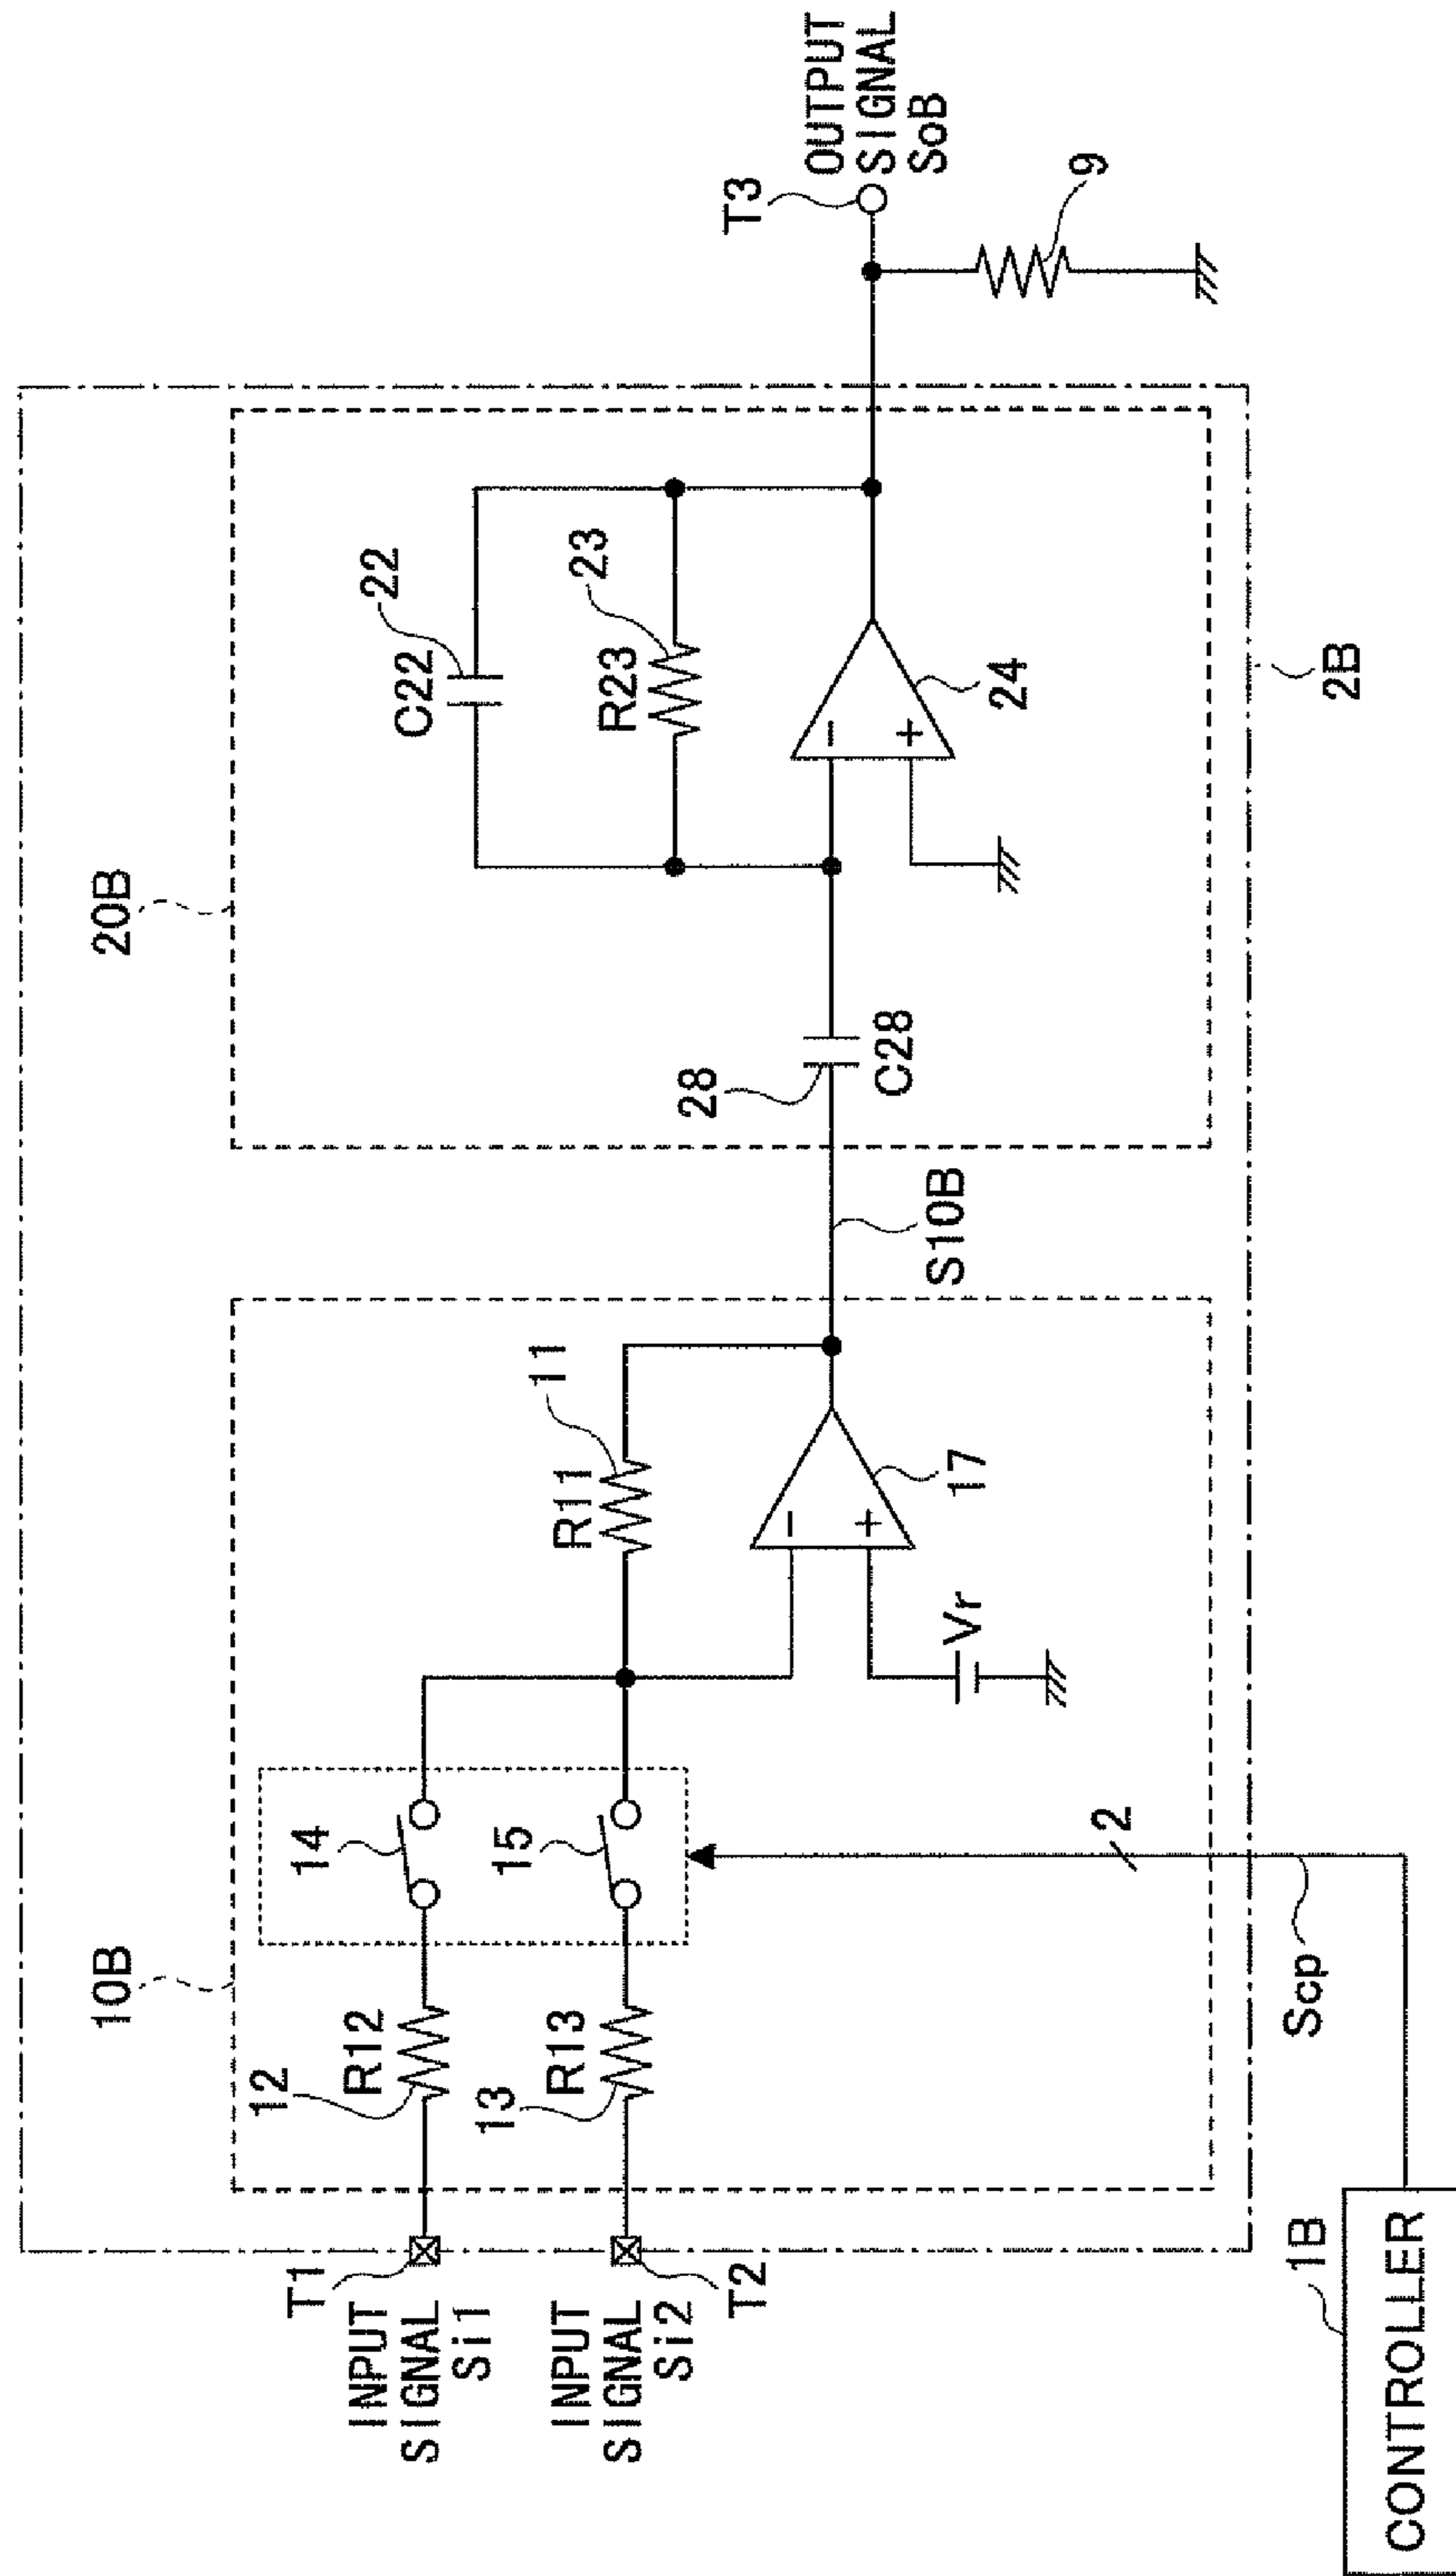 10B
20B
T1
INPUT
SIGNAL
Si1
12
R12
14
INPUT
SIGNAL
Si2
T2
13
R13
15
11
R11
-
+
17
Vr
S10B
28
C28
22
C22
23
R23
-
+
24
T3
OUTPUT
SIGNAL
SoB
9
2B
2
Scp
1B
CONTROLLER